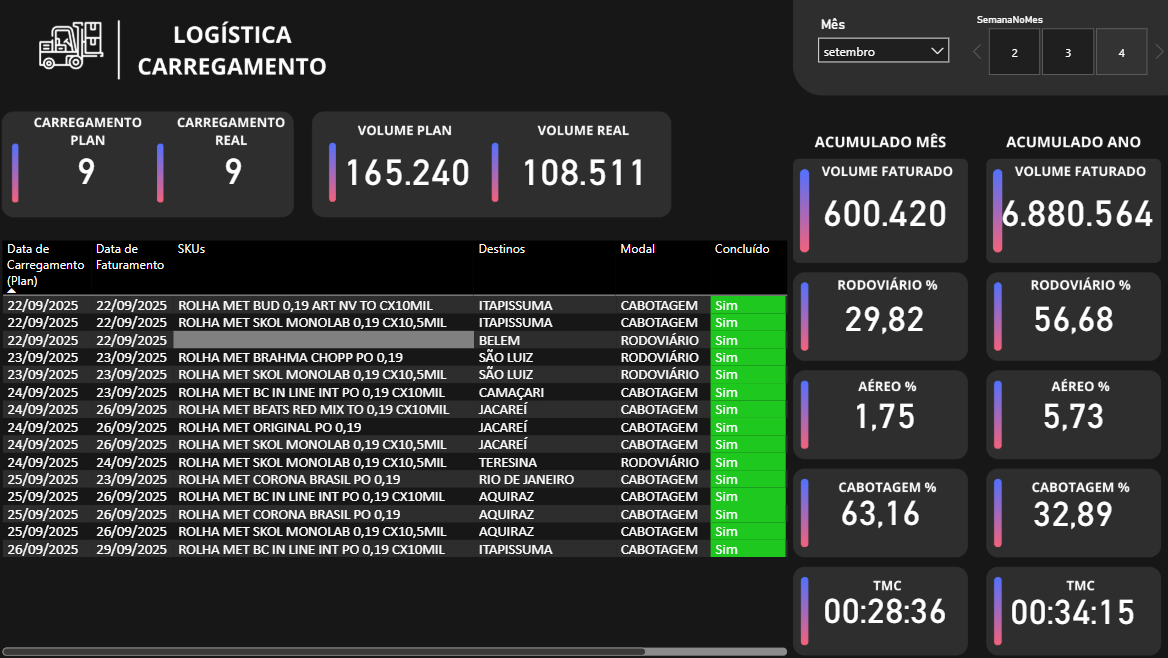 LOGÍSTICA
CARREGAMENTO
Mês
setembro
SemanaNoMes
2 3 4
CARREGAMENTO
PLAN
9
CARREGAMENTO
REAL
9
VOLUME PLAN
165.240
VOLUME REAL
108.511
Data de Carregamento (Plan) Data de Faturamento SKUs Destinos Modal Concluído
22/09/2025 22/09/2025 ROLHA MET BUD 0,19 ART NV TO CX10MIL ITAPISSUMA CABOTAGEM Sim
22/09/2025 22/09/2025 ROLHA MET SKOL MONOLAB 0,19 CX10,5MIL ITAPISSUMA CABOTAGEM Sim
22/09/2025 22/09/2025 BELEM RODOVIÁRIO Sim
23/09/2025 23/09/2025 ROLHA MET BRAHMA CHOPP PO 0,19 SÃO LUIZ RODOVIÁRIO Sim
23/09/2025 23/09/2025 ROLHA MET SKOL MONOLAB 0,19 CX10,5MIL SÃO LUIZ RODOVIÁRIO Sim
24/09/2025 23/09/2025 ROLHA MET BC IN LINE INT PO 0,19 CX10MIL CAMAÇARI CABOTAGEM Sim
24/09/2025 26/09/2025 ROLHA MET BEATS RED MIX TO 0,19 CX10MIL JACAREÍ CABOTAGEM Sim
24/09/2025 26/09/2025 ROLHA MET ORIGINAL PO 0,19 JACAREÍ CABOTAGEM Sim
24/09/2025 26/09/2025 ROLHA MET SKOL MONOLAB 0,19 CX10,5MIL JACAREÍ CABOTAGEM Sim
24/09/2025 24/09/2025 ROLHA MET SKOL MONOLAB 0,19 CX10,5MIL TERESINA RODOVIÁRIO Sim
25/09/2025 23/09/2025 ROLHA MET CORONA BRASIL PO 0,19 RIO DE JANEIRO CABOTAGEM Sim
25/09/2025 26/09/2025 ROLHA MET BC IN LINE INT PO 0,19 CX10MIL AQUIRAZ CABOTAGEM Sim
25/09/2025 26/09/2025 ROLHA MET CORONA BRASIL PO 0,19 AQUIRAZ CABOTAGEM Sim
25/09/2025 26/09/2025 ROLHA MET SKOL MONOLAB 0,19 CX10,5MIL AQUIRAZ CABOTAGEM Sim
26/09/2025 29/09/2025 ROLHA MET BC IN LINE INT PO 0,19 CX10MIL ITAPISSUMA CABOTAGEM Sim
ACUMULADO MÊS
VOLUME FATURADO
600.420
RODOVIÁRIO %
29,82
AÉREO %
1,75
CABOTAGEM %
63,16
TMC
00:28:36
ACUMULADO ANO
VOLUME FATURADO
6.880.564
RODOVIÁRIO %
56,68
AÉREO %
5,73
CABOTAGEM %
32,89
TMC
00:34:15